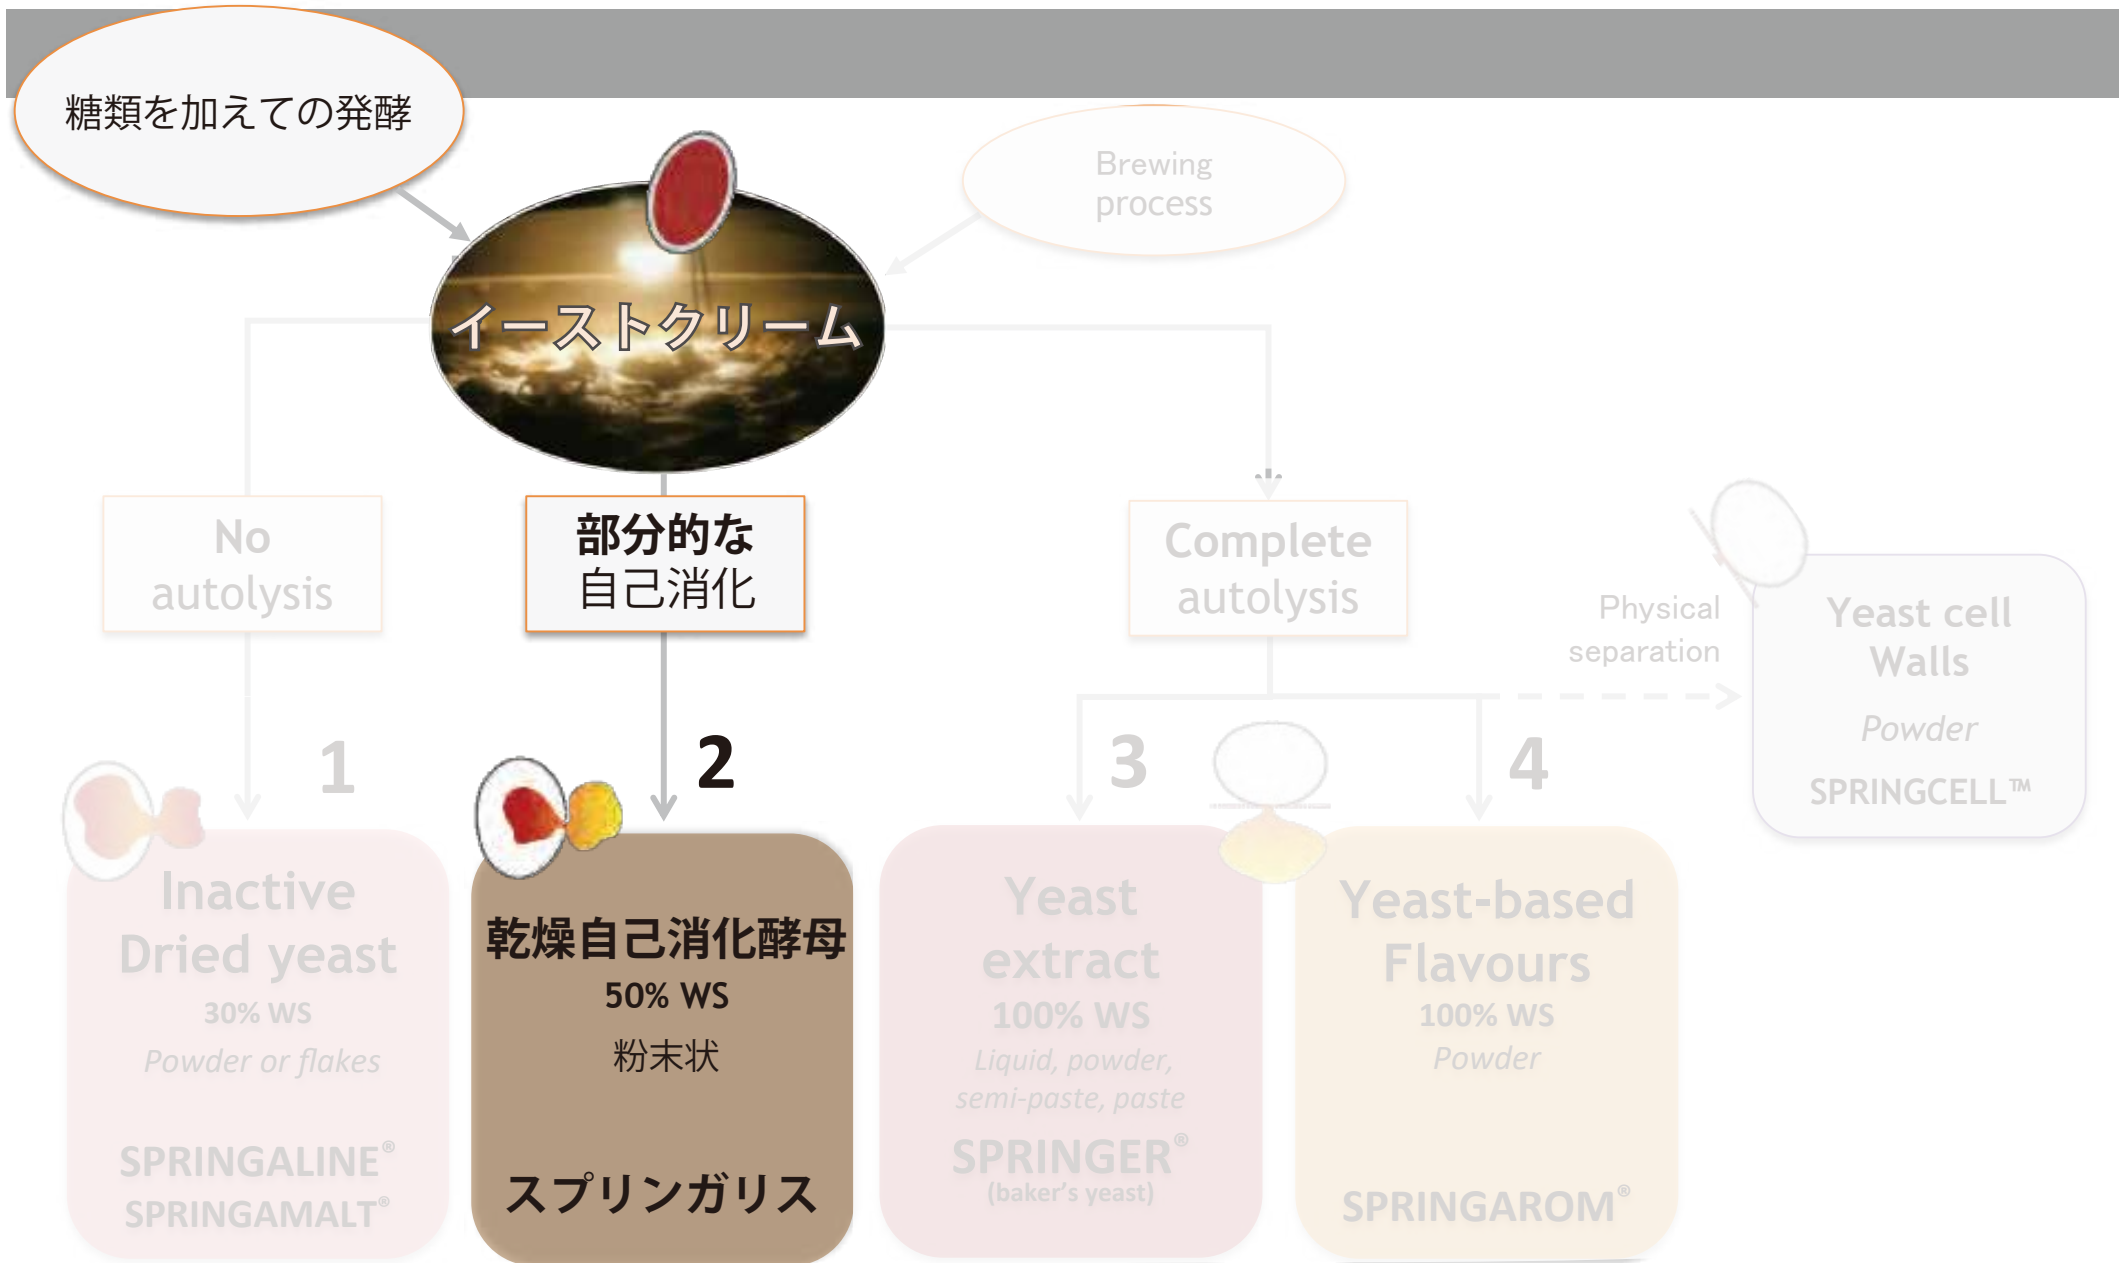 糖類を加えての発酵
Brewing
process
イーストクリーム
No
autolysis
部分的な
自己消化
Complete
autolysis
Physical
separation
Yeast cell
Walls
Powder
SPRINGCELL™
1
Inactive
Dried yeast
30% WS
Powder or flakes
SPRINGALINE®
SPRINGAMALT®
2
乾燥自己消化酵母
50% WS
粉末状
スプリンガリス
3
Yeast
extract
100% WS
Liquid, powder,
semi-paste, paste
SPRINGER®
(baker's yeast)
4
Yeast-based
Flavours
100% WS
Powder
SPRINGAROM®